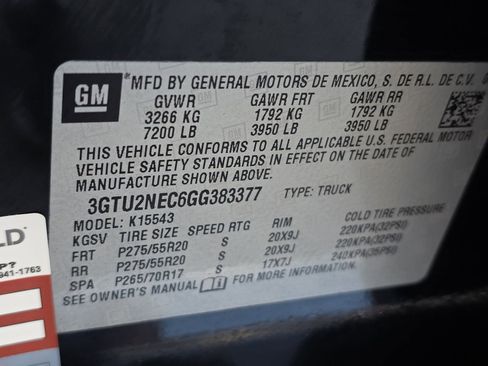 GM
*MFD BY GENERAL MOTORS DE MEXICO, S. DE R.L. DE C.V.
GVWR GAWR FRT GAWR RR
3266 KG 1792 KG 1792 KG
7200 LB 3950 LB 3950 LB
THIS VEHICLE CONFORMS TO ALL APPLICABLE U.S. FEDERAL MOTOR
VEHICLE SAFETY STANDARDS IN EFFECT ON THE DATE OF
MANUFACTURE SHOWN ABOVE.
3GTU2NEC6GG383377 TYPE: TRUCK
MODEL: K15543
KGSV TIRE SIZE SPEED RTG RIM COLD TIRE PRESSURE
FRT P275/55R20 S 20X9J 220KPA(32PSI)
RR P275/55R20 S 20X9J 220KPA(32PSI)
SPA P265/70R17 S 17X7J 240KPA(35PSI)
SEE OWNER'S MANUAL FOR MORE INFORMATION.
LD
P?
941-1763